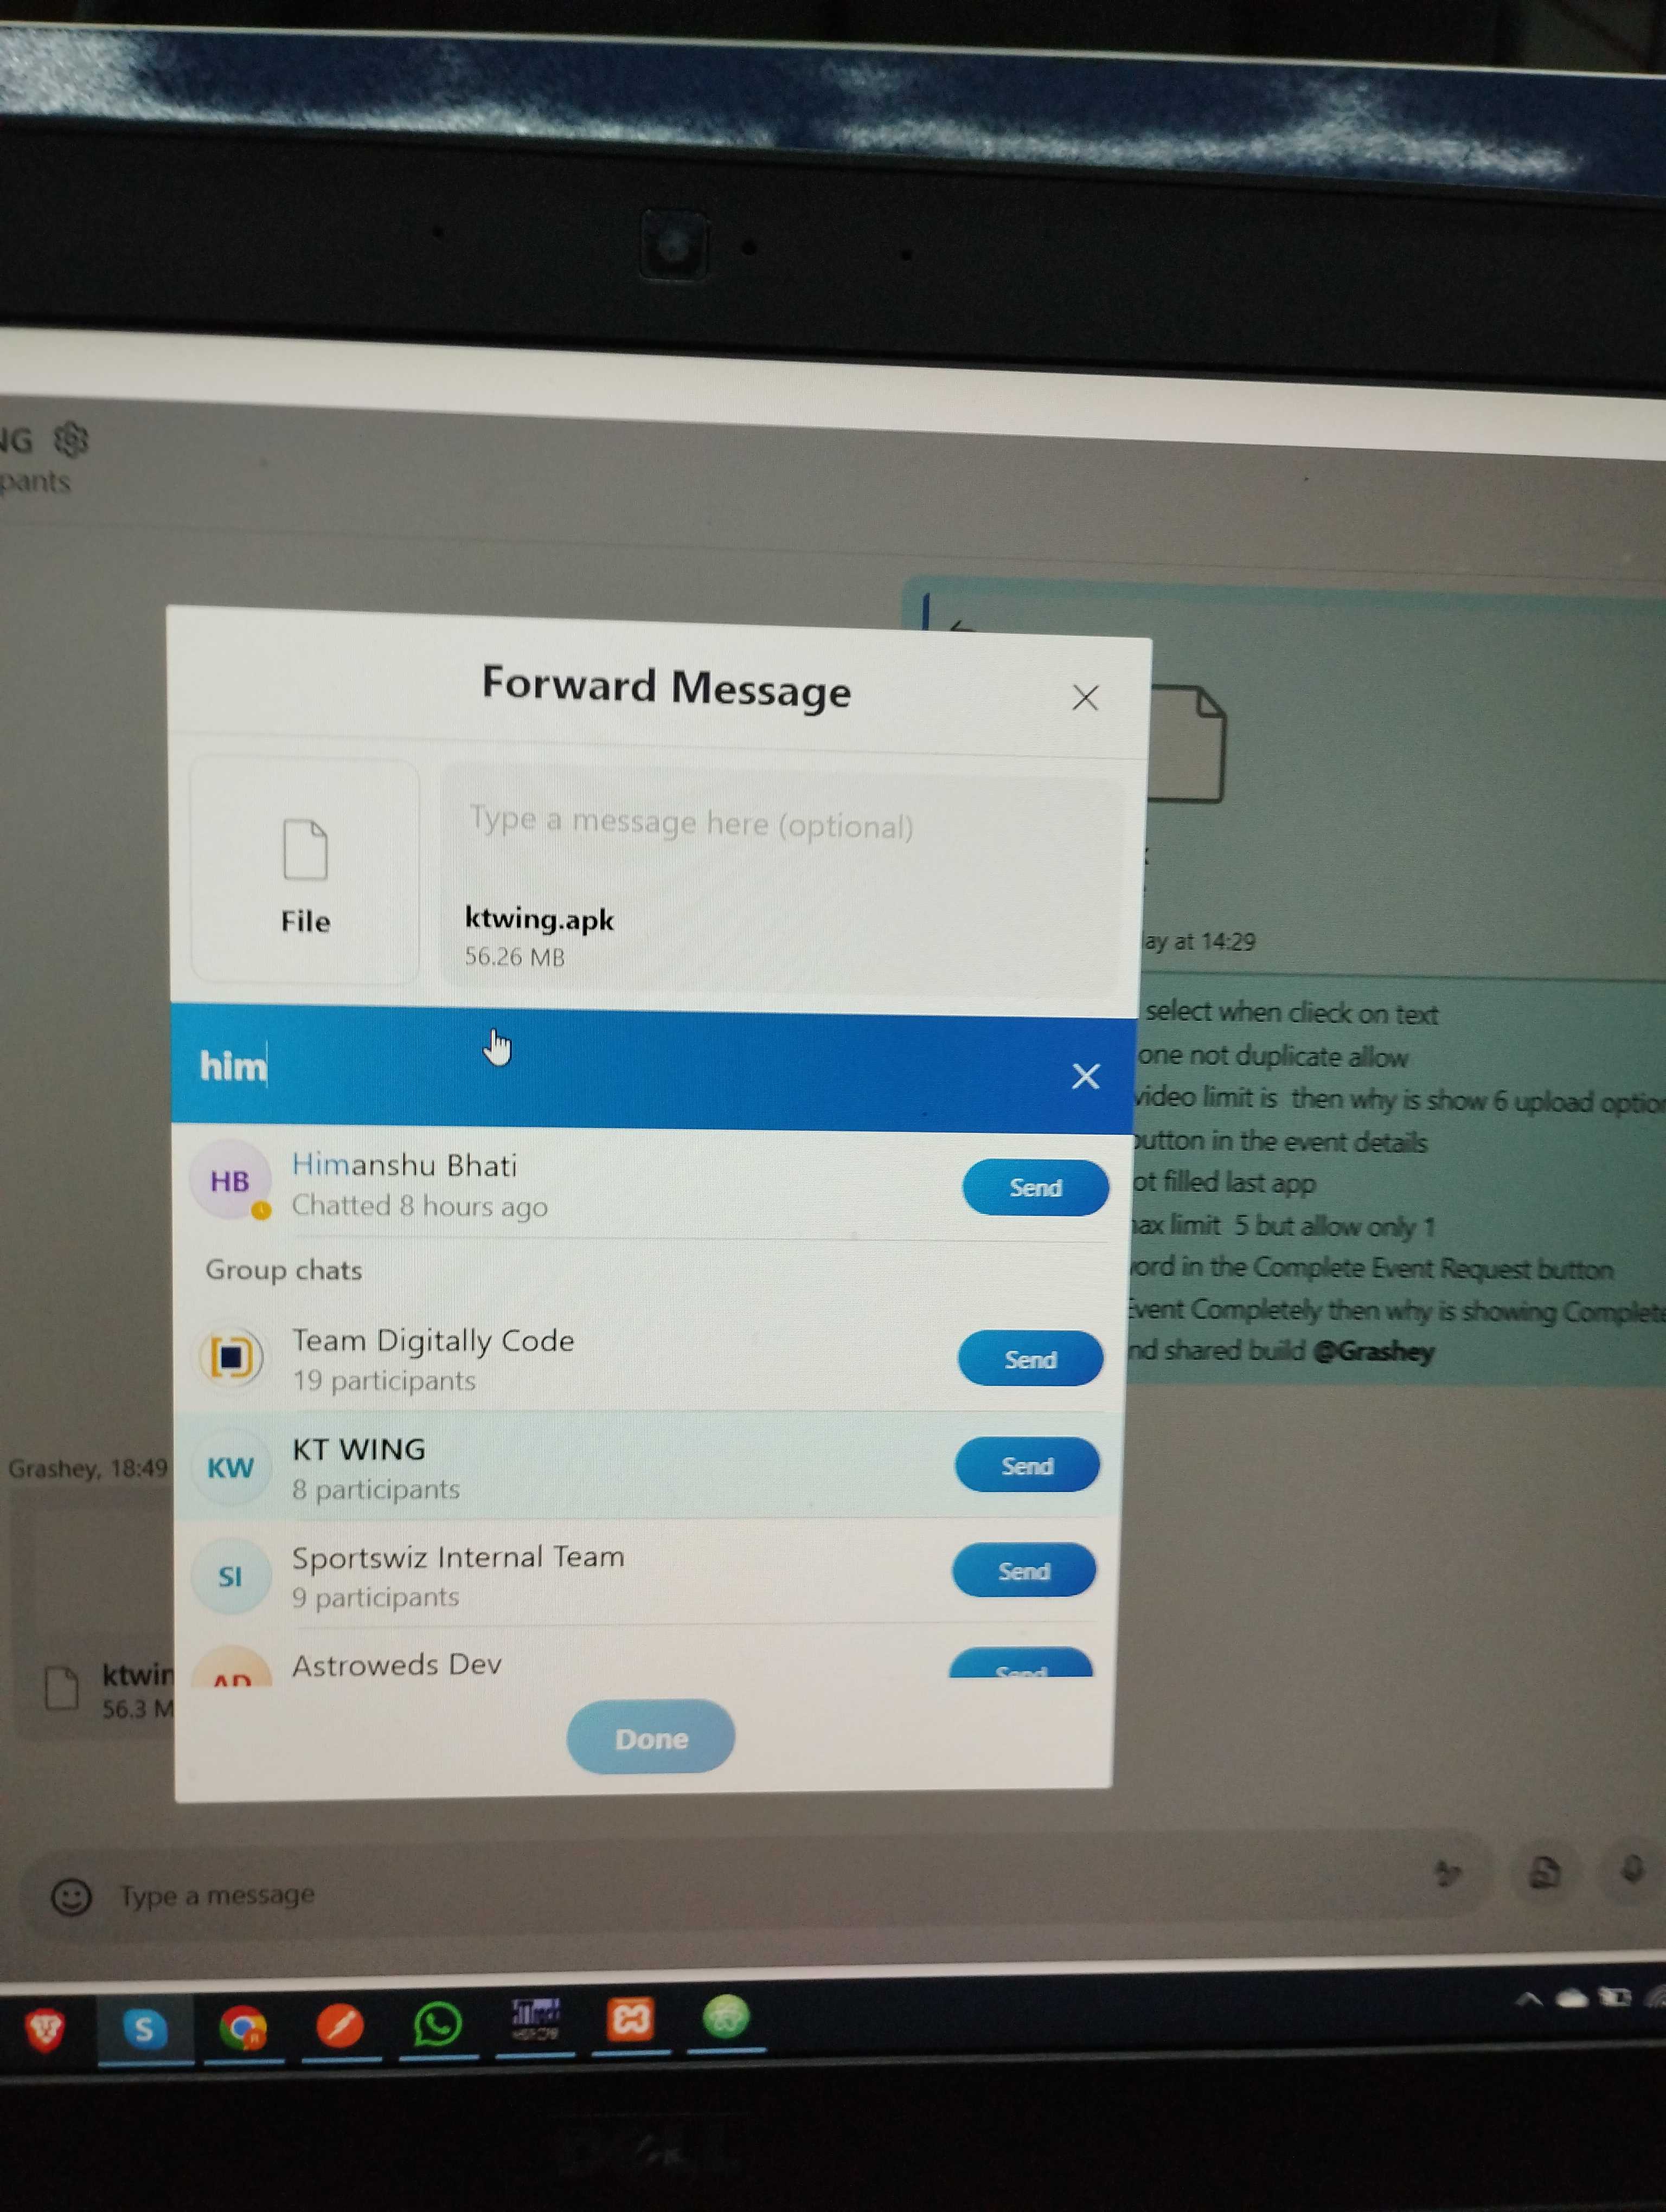 NG
pants
Forward Message
Type a message here (optional)
File
ktwing.apk
56.26 MB
him
HB
Himanshu Bhati
Chatted 8 hours ago
Send
Group chats
Team Digitally Code
19 participants
Send
KW
KT WING
8 participants
Send
SI
Sportswiz Internal Team
9 participants
Send
AD
Astroweds Dev
Send
Done
lay at 14:29
select when clieck on text
one not duplicate allow
video limit is then why is show 6 upload option
button in the event details
ot filled last app
max limit 5 but allow only 1
word in the Complete Event Request button
Event Completely then why is showing Complete
nd shared build @Grashey
Grashey, 18:49
ktwin
56.3 M
Type a message
S
DELL